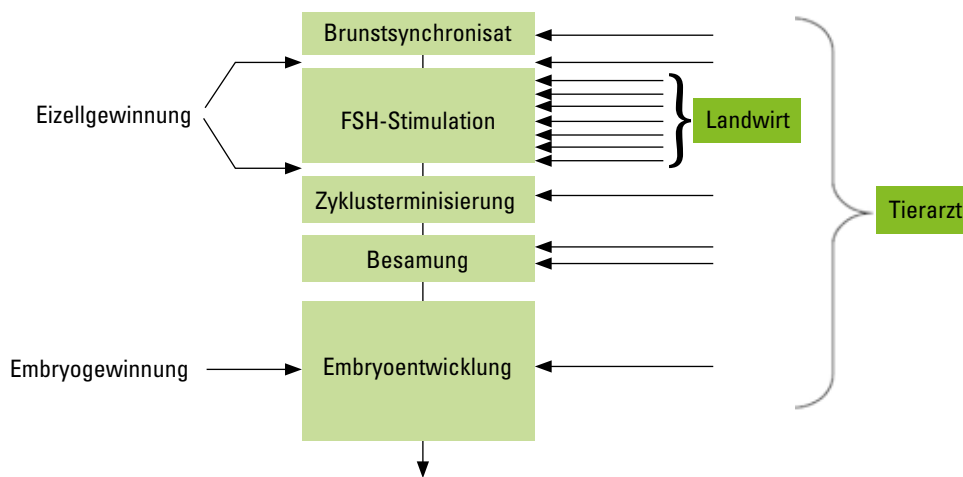 Brunstsynchronisat
Eizellgewinnung
FSH-Stimulation
Landwirt
Zyklusterminisierung
Tierarzt
Besamung
Embryogewinnung
Embryoentwicklung